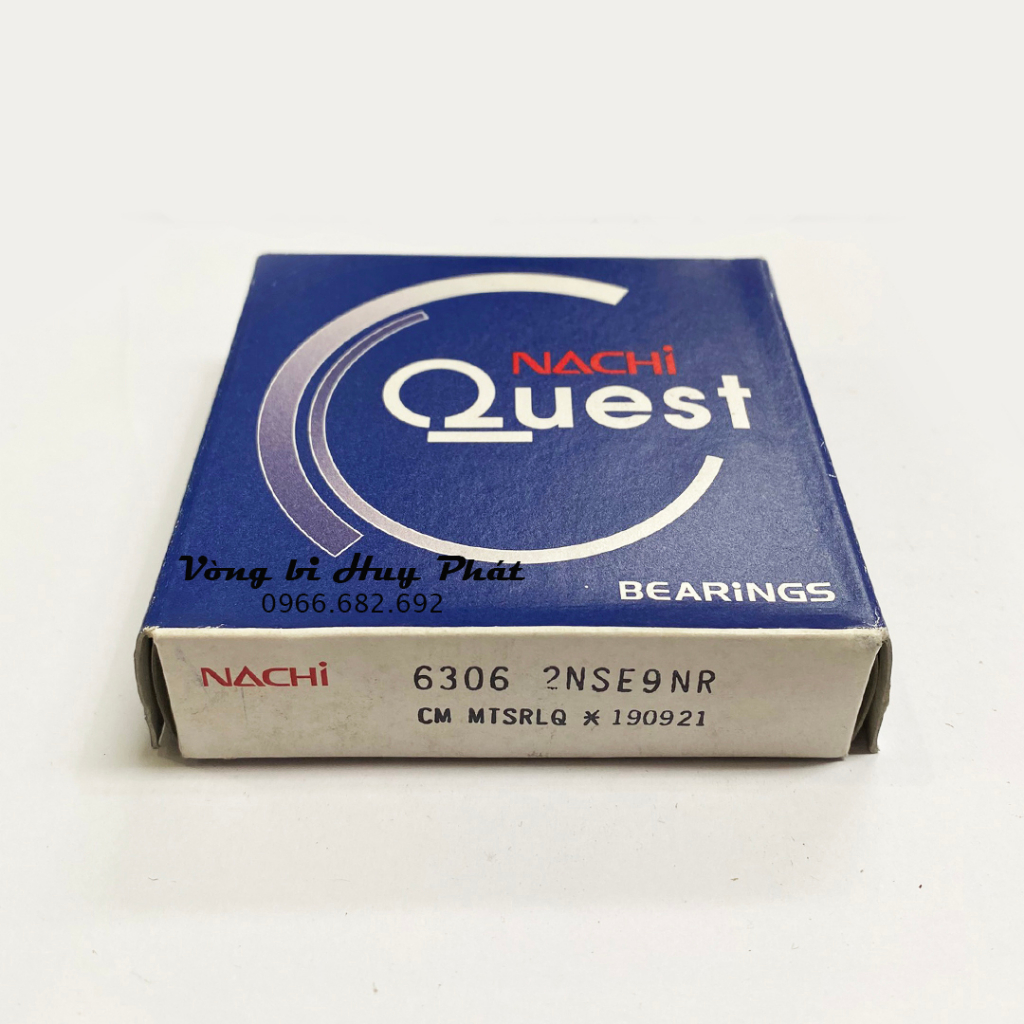 NACHi
Quest
Vòng bi Huy Phát
0966.682.692
BEARiNGS
NACHi
6306 2NSE9NR
CM MTSRLQ * 190921